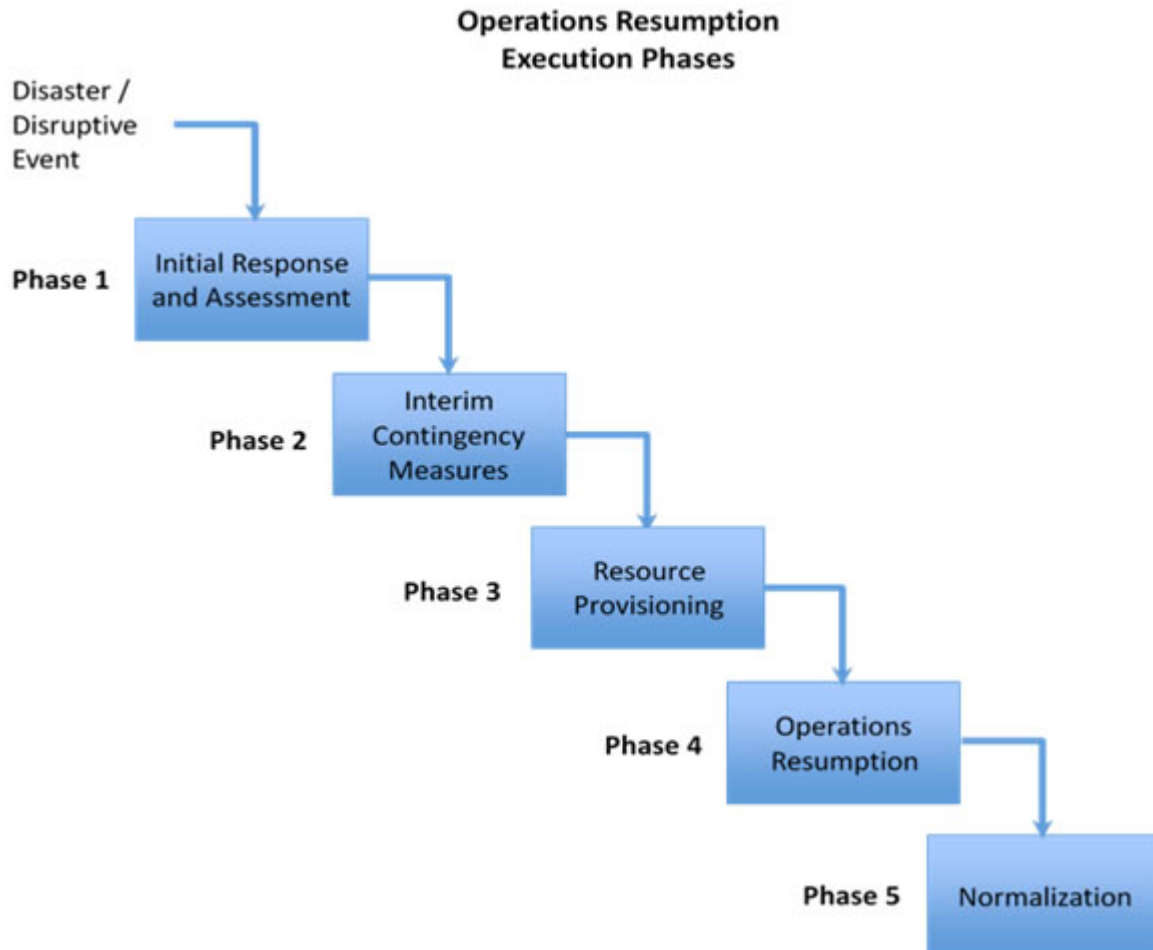 Operations Resumption
Execution Phases
Disaster /
Disruptive
Event
Phase 1
Initial Response
and Assessment
Phase 2
Interim
Contingency
Measures
Phase 3
Resource
Provisioning
Phase 4
Operations
Resumption
Phase 5
Normalization